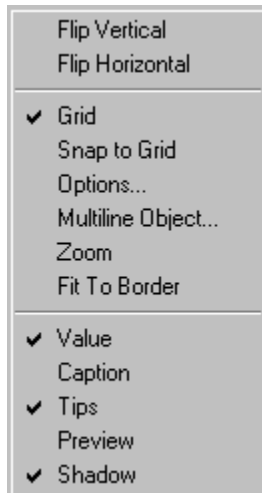 Flip Vertical
Flip Horizontal
Grid
Snap to Grid
Options...
Multiline Object...
Zoom
Fit To Border
Value
Caption
Tips
Preview
Shadow